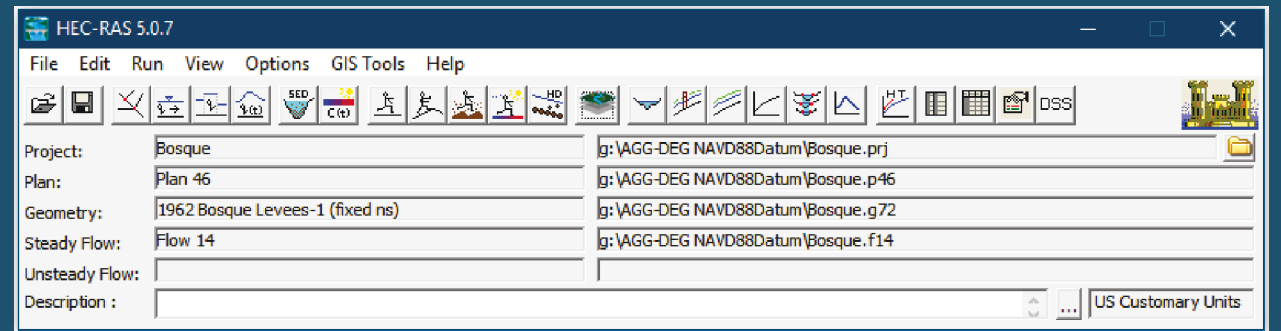 HEC-RAS 5.0.7
File Edit Run View Options GIS Tools Help
SED C(t) HD HT DSS
Project: Bosque g:\AGG-DEG NAVD88Datum\Bosque.prj
Plan: Plan 46 g:\AGG-DEG NAVD88Datum\Bosque.p46
Geometry: 1962 Bosque Levees-1 (fixed ns) g:\AGG-DEG NAVD88Datum\Bosque.g72
Steady Flow: Flow 14 g:\AGG-DEG NAVD88Datum\Bosque.f14
Unsteady Flow:
Description : ... US Customary Units